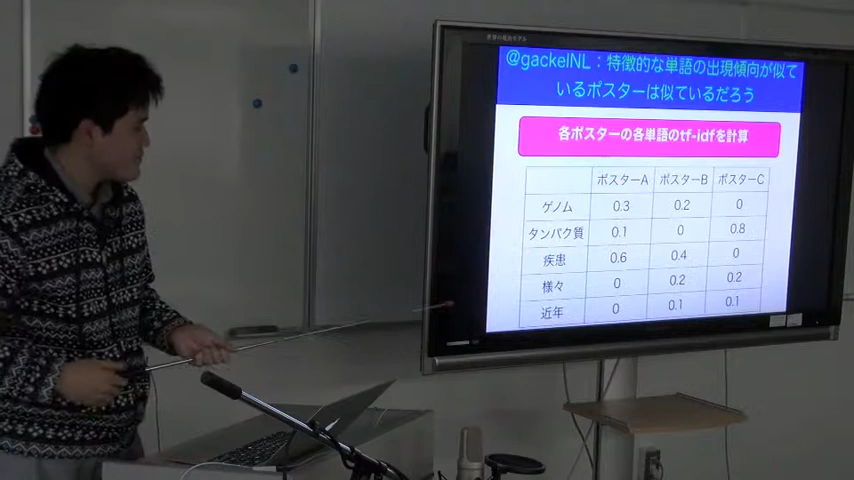 @gackelNL：特徴的な単語の出現傾向が似て
いるポスターは似ているだろう
各ポスターの各単語のtf-idfを計算
ポスターA ポスターB ポスターC
ゲノム 0.3 0.2 0
タンパク質 0.1 0 0.8
疾患 0.6 0.4 0
様々 0 0.2 0.2
近年 0 0.1 0.1